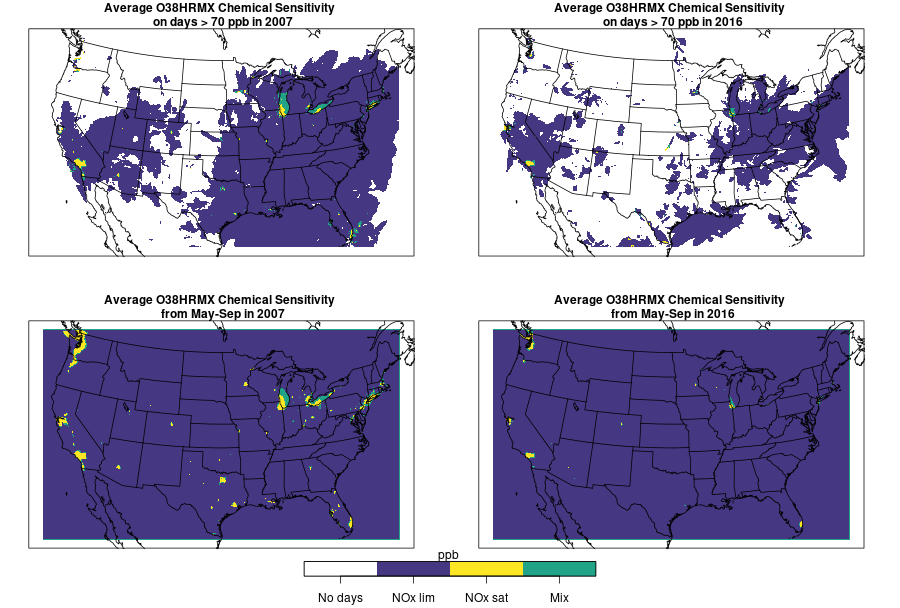 Average O38HRMX Chemical Sensitivity
on days > 70 ppb in 2007
Average O38HRMX Chemical Sensitivity
on days > 70 ppb in 2016
Average O38HRMX Chemical Sensitivity
from May-Sep in 2007
Average O38HRMX Chemical Sensitivity
from May-Sep in 2016
ppb
No days NOx lim NOx sat Mix